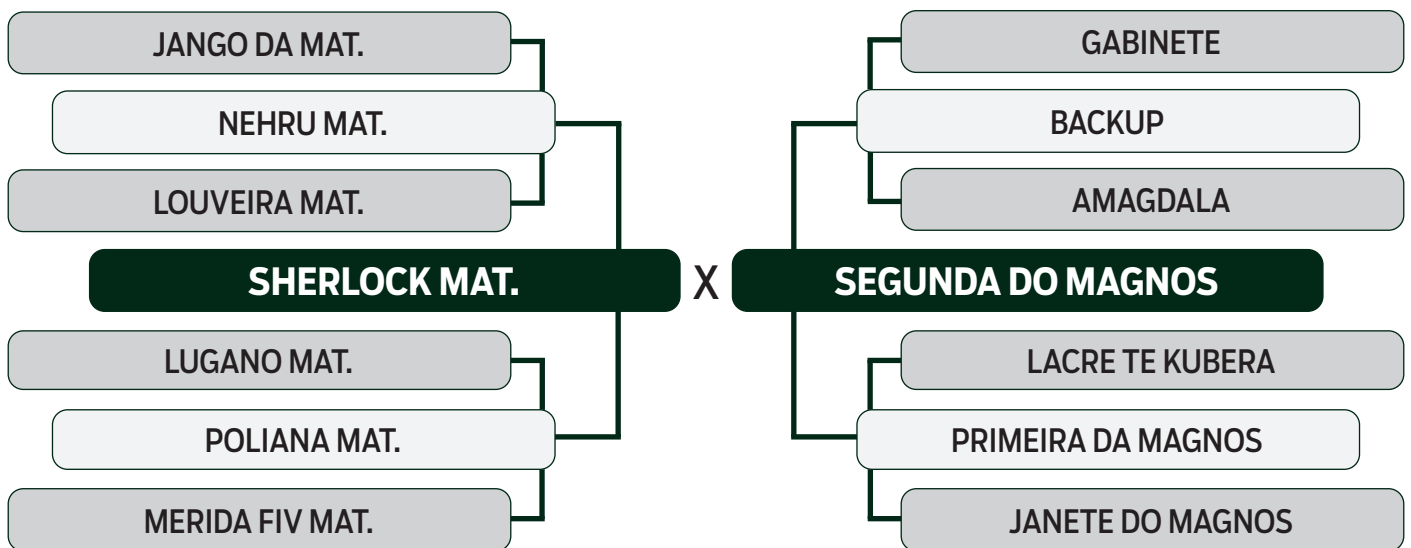 JANGO DA MAT.
NEHRU MAT.
LOUVEIRA MAT.
SHERLOCK MAT.
LUGANO MAT.
POLIANA MAT.
MERIDA FIV MAT.
X
GABINETE
BACKUP
AMAGDALA
SEGUNDA DO MAGNOS
LACRE TE KUBERA
PRIMEIRA DA MAGNOS
JANETE DO MAGNOS